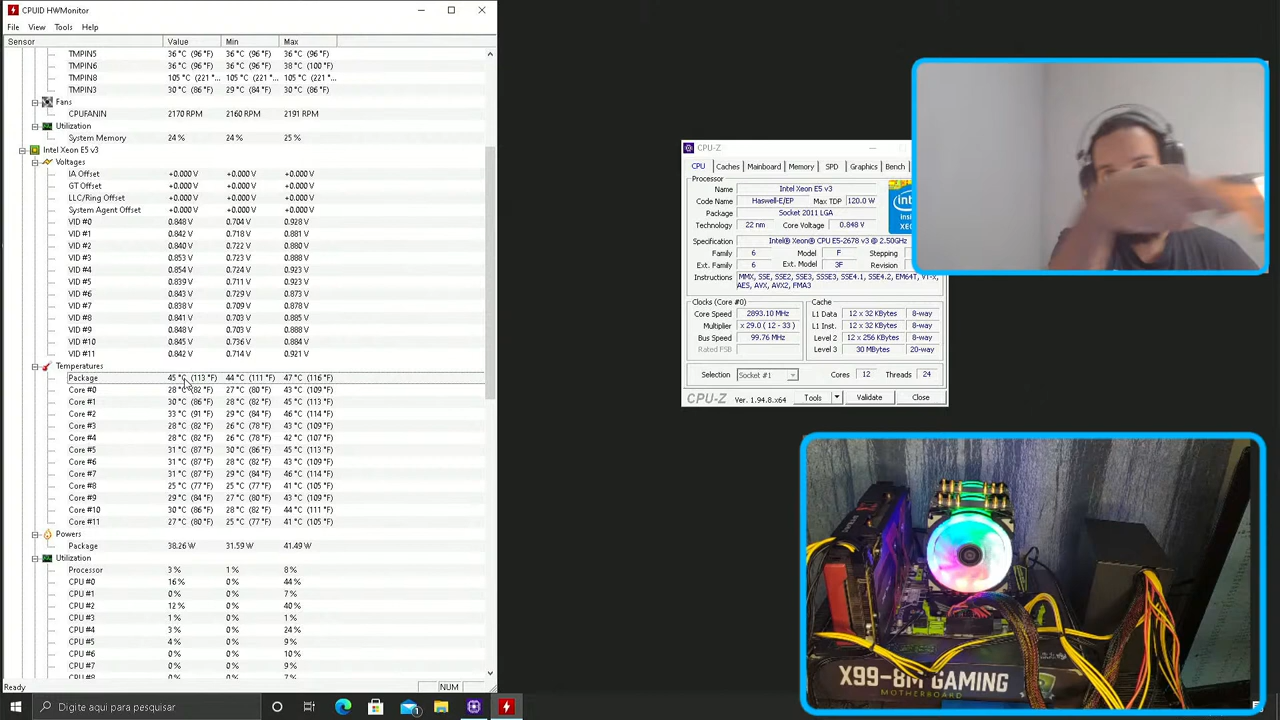 CPUID HWMonitor
File View Tools Help
Sensor Value Min Max
TMPIN5 36 °C (96 °F) 36 °C (96 °F) 36 °C (96 °F)
TMPIN6 36 °C (96 °F) 36 °C (96 °F) 38 °C (100 °F)
TMPIN8 105 °C (221 °... 105 °C (221 °... 105 °C (221 °...
TMPIN3 30 °C (86 °F) 29 °C (84 °F) 30 °C (86 °F)
Fans
CPUFANIN 2170 RPM 2160 RPM 2191 RPM
Utilization
System Memory 24 % 24 % 25 %
Intel Xeon E5 v3
Voltages
IA Offset +0.000 V +0.000 V +0.000 V
GT Offset +0.000 V +0.000 V +0.000 V
LLC/Ring Offset +0.000 V +0.000 V +0.000 V
System Agent Offset +0.000 V +0.000 V +0.000 V
VID #0 0.848 V 0.704 V 0.928 V
VID #1 0.842 V 0.718 V 0.881 V
VID #2 0.840 V 0.722 V 0.880 V
VID #3 0.853 V 0.723 V 0.888 V
VID #4 0.854 V 0.724 V 0.923 V
VID #5 0.839 V 0.711 V 0.923 V
VID #6 0.843 V 0.729 V 0.873 V
VID #7 0.838 V 0.709 V 0.878 V
VID #8 0.841 V 0.703 V 0.885 V
VID #9 0.848 V 0.703 V 0.888 V
VID #10 0.845 V 0.736 V 0.884 V
VID #11 0.842 V 0.714 V 0.921 V
Temperatures
Package 45 °C (113 °F) 44 °C (111 °F) 47 °C (116 °F)
Core #0 28 °C (82 °F) 27 °C (80 °F) 43 °C (109 °F)
Core #1 30 °C (86 °F) 28 °C (82 °F) 45 °C (113 °F)
Core #2 33 °C (91 °F) 29 °C (84 °F) 46 °C (114 °F)
Core #3 28 °C (82 °F) 26 °C (78 °F) 43 °C (109 °F)
Core #4 28 °C (82 °F) 26 °C (78 °F) 42 °C (107 °F)
Core #5 31 °C (87 °F) 30 °C (86 °F) 45 °C (113 °F)
Core #6 31 °C (87 °F) 28 °C (82 °F) 43 °C (109 °F)
Core #7 31 °C (87 °F) 29 °C (84 °F) 46 °C (114 °F)
Core #8 25 °C (77 °F) 25 °C (77 °F) 43 °C (109 °F)
Core #9 29 °C (84 °F) 27 °C (80 °F) 43 °C (109 °F)
Core #10 30 °C (86 °F) 28 °C (82 °F) 44 °C (111 °F)
Core #11 27 °C (80 °F) 25 °C (77 °F) 41 °C (105 °F)
Powers
Package 38.26 W 31.59 W 41.49 W
Utilization
Processor 3 % 1 % 8 %
CPU #0 16 % 0 % 44 %
CPU #1 0 % 0 % 7 %
CPU #2 12 % 0 % 40 %
CPU #3 0 % 0 % 1 %
CPU #4 3 % 0 % 24 %
CPU #5 4 % 0 % 9 %
CPU #6 0 % 0 % 10 %
CPU #7 0 % 0 % 9 %
CPU #8 0 % 0 % 8 %
Ready NUM
Digite aqui para pesquisar
CPU-Z
CPU Caches Mainboard Memory SPD Graphics Bench
Processor
Name Intel Xeon E5 v3
Code Name Haswell-E/EP Max TDP 120.0 W
Package Socket 2011 LGA
Technology 22 nm Core Voltage 0.848 V
Specification Intel® Xeon® CPU E5-2678 v3 @ 2.50GHz
Family 6 Model F Stepping
Ext. Family 6 Ext. Model 3F Revision
Instructions MMX, SSE, SSE2, SSE3, SSSE3, SSE4.1, SSE4.2, EM64T, VT-x,
AES, AVX, AVX2, FMA3
Clocks (Core #0) Cache
Core Speed 2893.10 MHz L1 Data 12 x 32 KBytes 8-way
Multiplier x 29.0 ( 12 - 33 ) L1 Inst. 12 x 32 KBytes 8-way
Bus Speed 99.76 MHz Level 2 12 x 256 KBytes 8-way
Rated FSB Level 3 30 MBytes 20-way
Selection Socket #1 Cores 12 Threads 24
CPU-Z Ver. 1.94.8.x64 Tools Validate Close
X99-8M GAMING
MOTHERBOARD